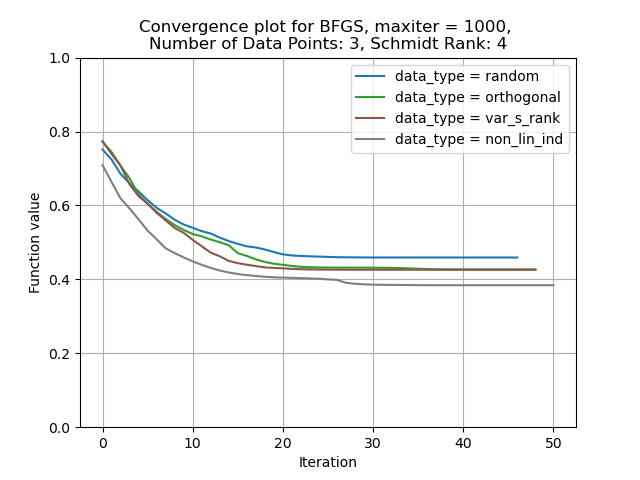 Convergence plot for BFGS, maxiter = 1000,
Number of Data Points: 3, Schmidt Rank: 4
1.0
0.8
0.6
0.4
0.2
0.0
Function value
data_type = random
data_type = orthogonal
data_type = var_s_rank
data_type = non_lin_ind
0 10 20 30 40 50
Iteration